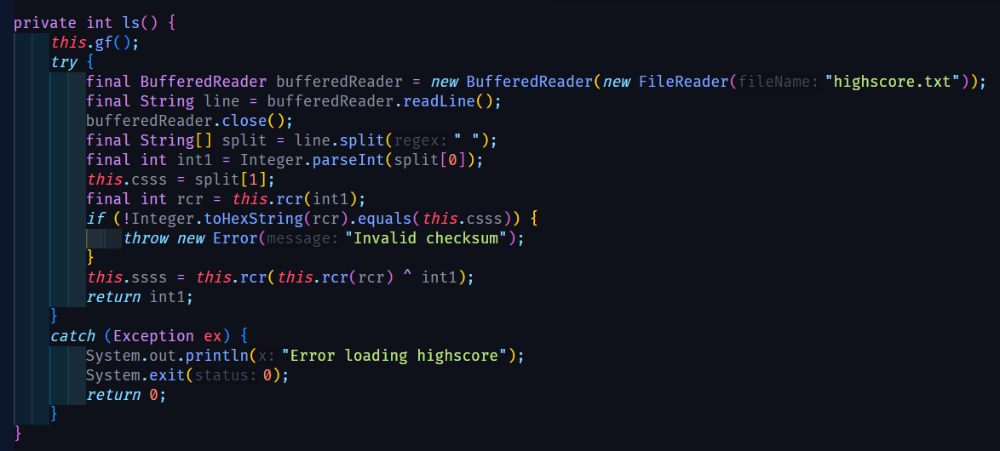 private int ls() {
    this.gf();
    try {
        final BufferedReader bufferedReader = new BufferedReader(new FileReader(fileName: "highscore.txt"));
        final String line = bufferedReader.readLine();
        bufferedReader.close();
        final String[] split = line.split(regex: " ");
        final int int1 = Integer.parseInt(split[0]);
        this.csss = split[1];
        final int rcr = this.rcr(int1);
        if (!Integer.toHexString(rcr).equals(this.csss)) {
            throw new Error(message: "Invalid checksum");
        }
        this.ssss = this.rcr(this.rcr(rcr) ^ int1);
        return int1;
    }
    catch (Exception ex) {
        System.out.println(x: "Error loading highscore");
        System.exit(status: 0);
        return 0;
    }
}